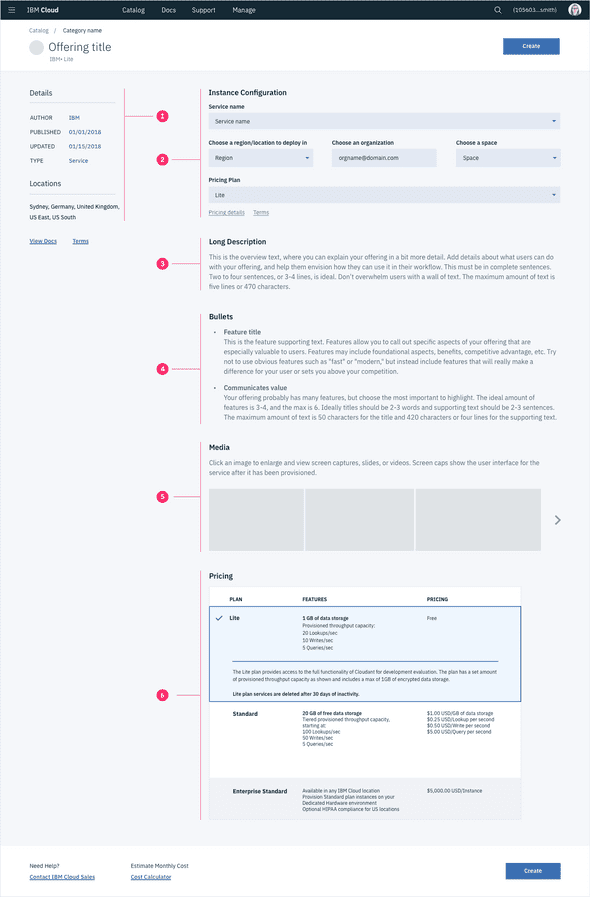 IBM Cloud
Catalog
Docs
Support
Manage
(105603...smith)
Catalog / Category name
Offering title
IBM• Lite
Create
Details
AUTHOR IBM
PUBLISHED 01/03/2018
UPDATED 01/15/2018
TYPE Service
Locations
Sydney, Germany, United Kingdom,
US East, US South
View Docs Terms
1
2
Instance Configuration
Service name
Service name
Choose a region/location to deploy in Choose an organization Choose a space
Region orgname@domain.com Space
Pricing Plan
Lite
Pricing details Terms
3
Long Description
This is the overview text, where you can explain your offering in a bit more detail. Add details about what users can do
with your offering, and help them envision how they can use it in their workflow. This must be in complete sentences.
Two to four sentences, or 3-4 lines, is ideal. Don't overwhelm users with a wall of text. The maximum amount of text is
five lines or 470 characters.
4
Bullets
• Feature title
This is the feature supporting text. Features allow you to call out specific aspects of your offering that are
especially valuable to users. Features may include foundational aspects, benefits, competitive advantage, etc. Try
not to use obvious features such as "fast" or "modern," but instead include features that will really make a
difference for your user or sets you above your competition.
• Communicates value
Your offering probably has many features, but choose the most important to highlight. The ideal amount of
features is 3-4, and the max is 6. Ideally titles should be 2-3 words and supporting text should be 2-3 sentences.
The maximum amount of text is 50 characters for the title and 420 characters or four lines for the supporting text.
5
Media
Click an image to enlarge and view screen captures, slides, or videos. Screen caps show the user interface for the
service after it has been provisioned.
6
Pricing
PLAN FEATURES PRICING
Lite 1 GB of data storage Free
Provisioned throughput capacity:
20 Lookups/sec
10 Writes/sec
5 Queries/sec
The Lite plan provides access to the full functionality of Cloudant for development evaluation. The plan has a set amount
of provisioned throughput capacity as shown and includes a max of 1GB of encrypted data storage.
Lite plan services are deleted after 30 days of inactivity.
Standard 20 GB of free data storage $1.00 USD/GB of data storage
Tiered provisioned throughput capacity, $0.25 USD/Lookup per second
starting at: $0.50 USD/Write per second
100 Lookups/sec $5.00 USD/Query per second
50 Writes/sec
5 Queries/sec
Enterprise Standard Available in any IBM Cloud location $5,000.00 USD/Instance
Provision Standard plan instances on your
Dedicated Hardware environment
Optional HIPAA compliance for US locations
Need Help? Estimate Monthly Cost
Contact IBM Cloud Sales Cost Calculator
Create